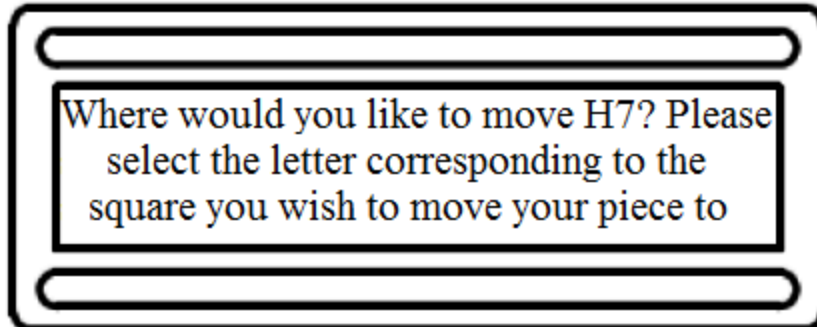 Where would you like to move H7? Please
select the letter corresponding to the
square you wish to move your piece to